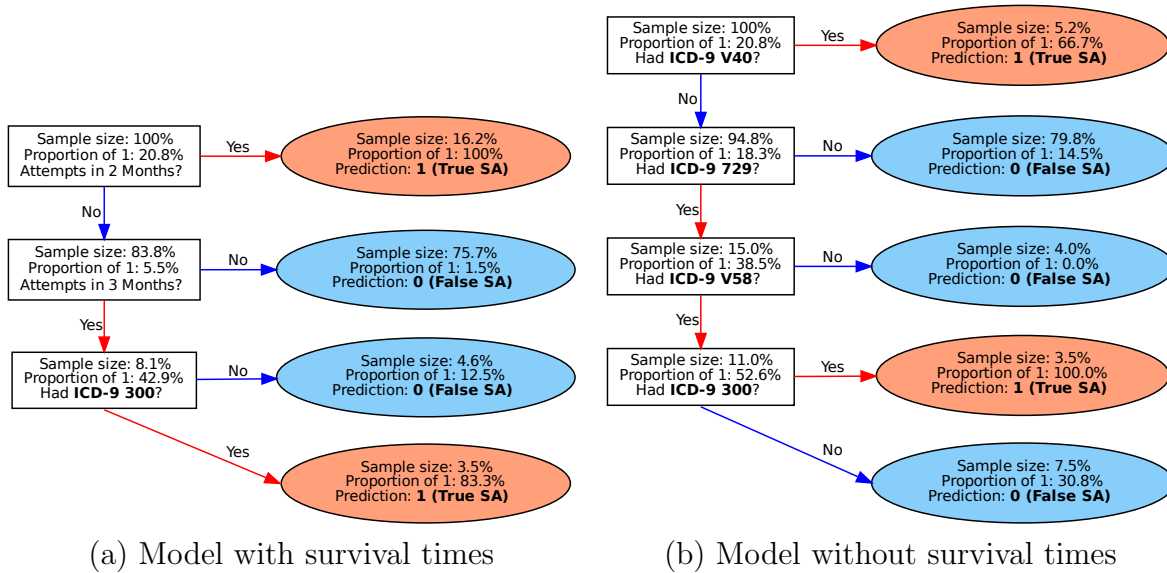 Sample size: 100%
Proportion of 1: 20.8%
Attempts in 2 Months?
Yes
Sample size: 16.2%
Proportion of 1: 100%
Prediction: 1 (True SA)
No
Sample size: 83.8%
Proportion of 1: 5.5%
Attempts in 3 Months?
No
Sample size: 75.7%
Proportion of 1: 1.5%
Prediction: 0 (False SA)
Yes
Sample size: 8.1%
Proportion of 1: 42.9%
Had ICD-9 300?
No
Sample size: 4.6%
Proportion of 1: 12.5%
Prediction: 0 (False SA)
Yes
Sample size: 3.5%
Proportion of 1: 83.3%
Prediction: 1 (True SA)
(a) Model with survival times
Sample size: 100%
Proportion of 1: 20.8%
Had ICD-9 V40?
Yes
Sample size: 5.2%
Proportion of 1: 66.7%
Prediction: 1 (True SA)
No
Sample size: 94.8%
Proportion of 1: 18.3%
Had ICD-9 729?
No
Sample size: 79.8%
Proportion of 1: 14.5%
Prediction: 0 (False SA)
Yes
Sample size: 15.0%
Proportion of 1: 38.5%
Had ICD-9 V58?
No
Sample size: 4.0%
Proportion of 1: 0.0%
Prediction: 0 (False SA)
Yes
Sample size: 11.0%
Proportion of 1: 52.6%
Had ICD-9 300?
Yes
Sample size: 3.5%
Proportion of 1: 100.0%
Prediction: 1 (True SA)
No
Sample size: 7.5%
Proportion of 1: 30.8%
Prediction: 0 (False SA)
(b) Model without survival times